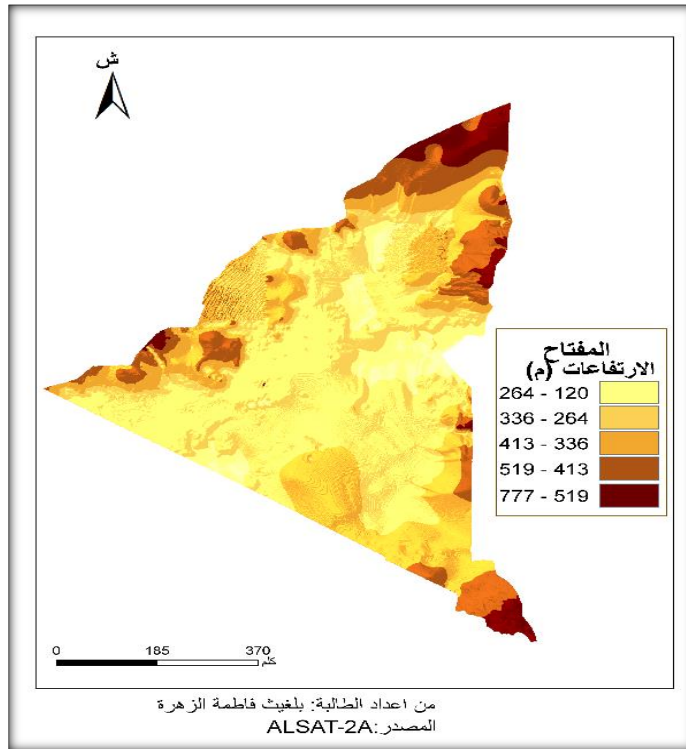 ش
المفتاح
الارتفاعات (م)
264 - 120
336 - 264
413 - 336
519 - 413
777 - 519
0 185 370
كلم
من اعداد الطالبة: بلغيث فاطمة الزهرة
المصدر:ALSAT-2A